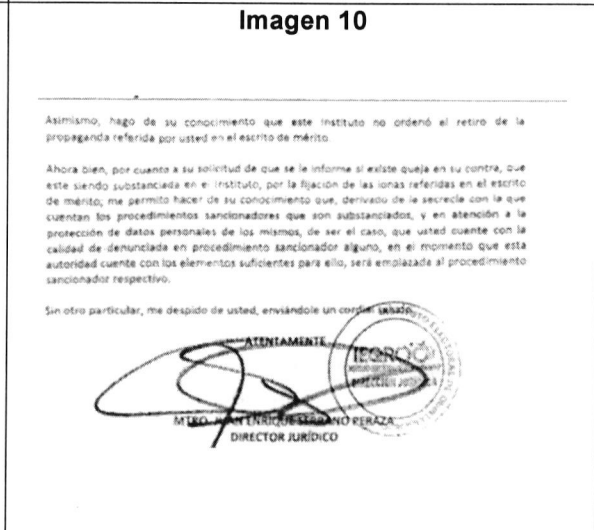 Imagen 10
Asimismo, hago de su conocimiento que este Instituto no ordenó el retiro de la
propaganda referida por usted en el escrito de mérito.
Ahora bien, por cuanto a su solicitud de que se le informe si existe queja en su contra, que
este siendo substanciada en el Instituto, por la fijación de las lonas referidas en el escrito
de mérito; me permito hacer de su conocimiento que, derivado de la secrecía con la que
cuentan los procedimientos sancionadores que son substanciados, y en atención a la
protección de datos personales de los mismos, de ser el caso, que usted cuente con la
calidad de denunciada en procedimiento sancionador alguno, en el momento que esta
autoridad cuente con los elementos suficientes para ello, será emplazada al procedimiento
sancionador respectivo.
Sin otro particular, me despido de usted, enviándole un cordial saludo.
ATENTAMENTE
IEQROO
DIRECCIÓN JURÍDICA
MTRO. JUAN ENRIQUE SERRANO PERAZA
DIRECTOR JURÍDICO